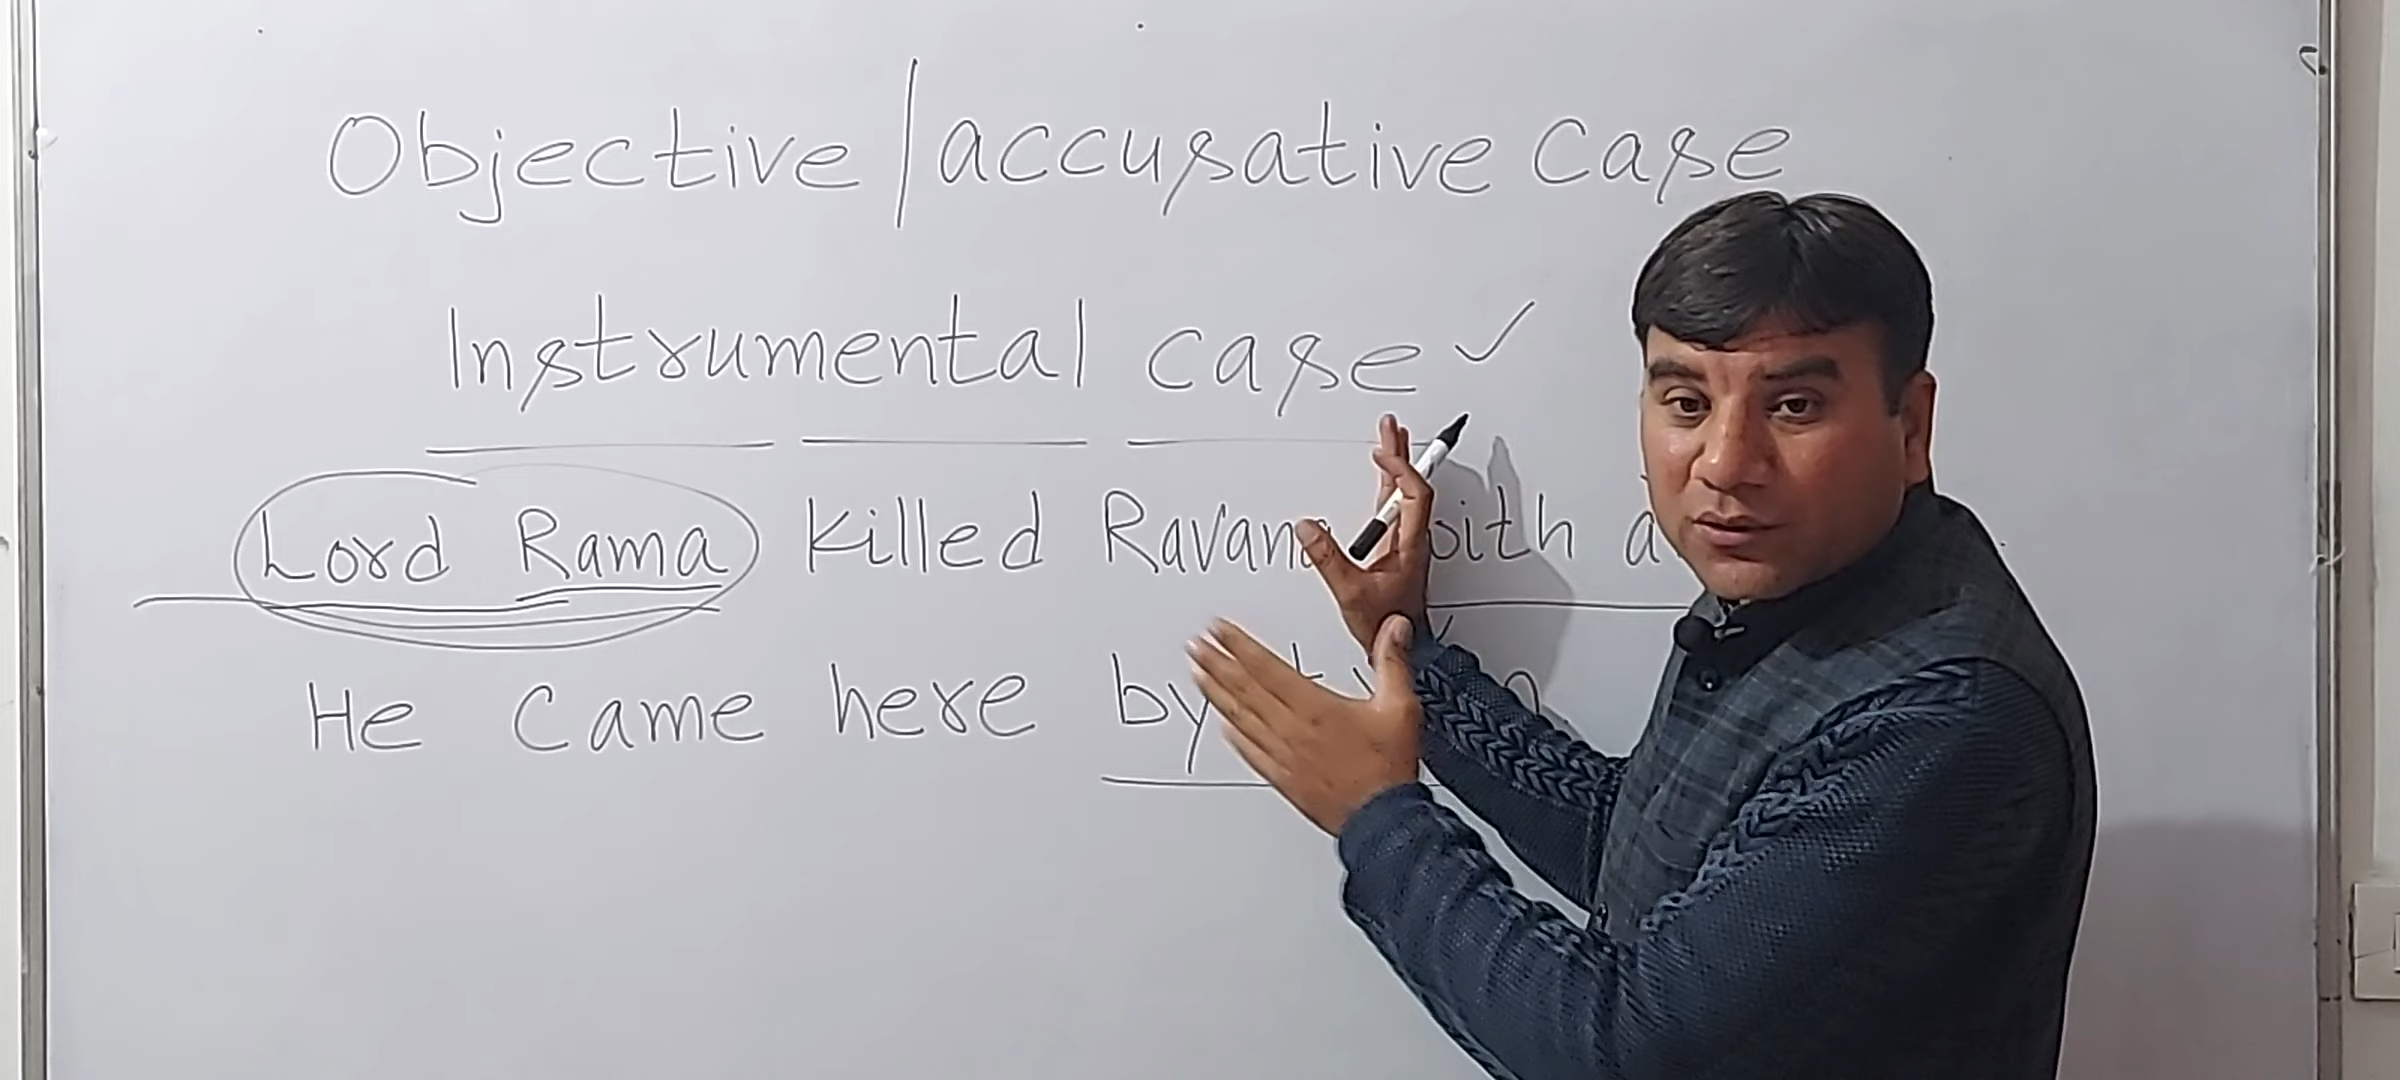 Objective/accusative case
Instrumental case ✓
Lord Rama killed Ravana with a
He came here by